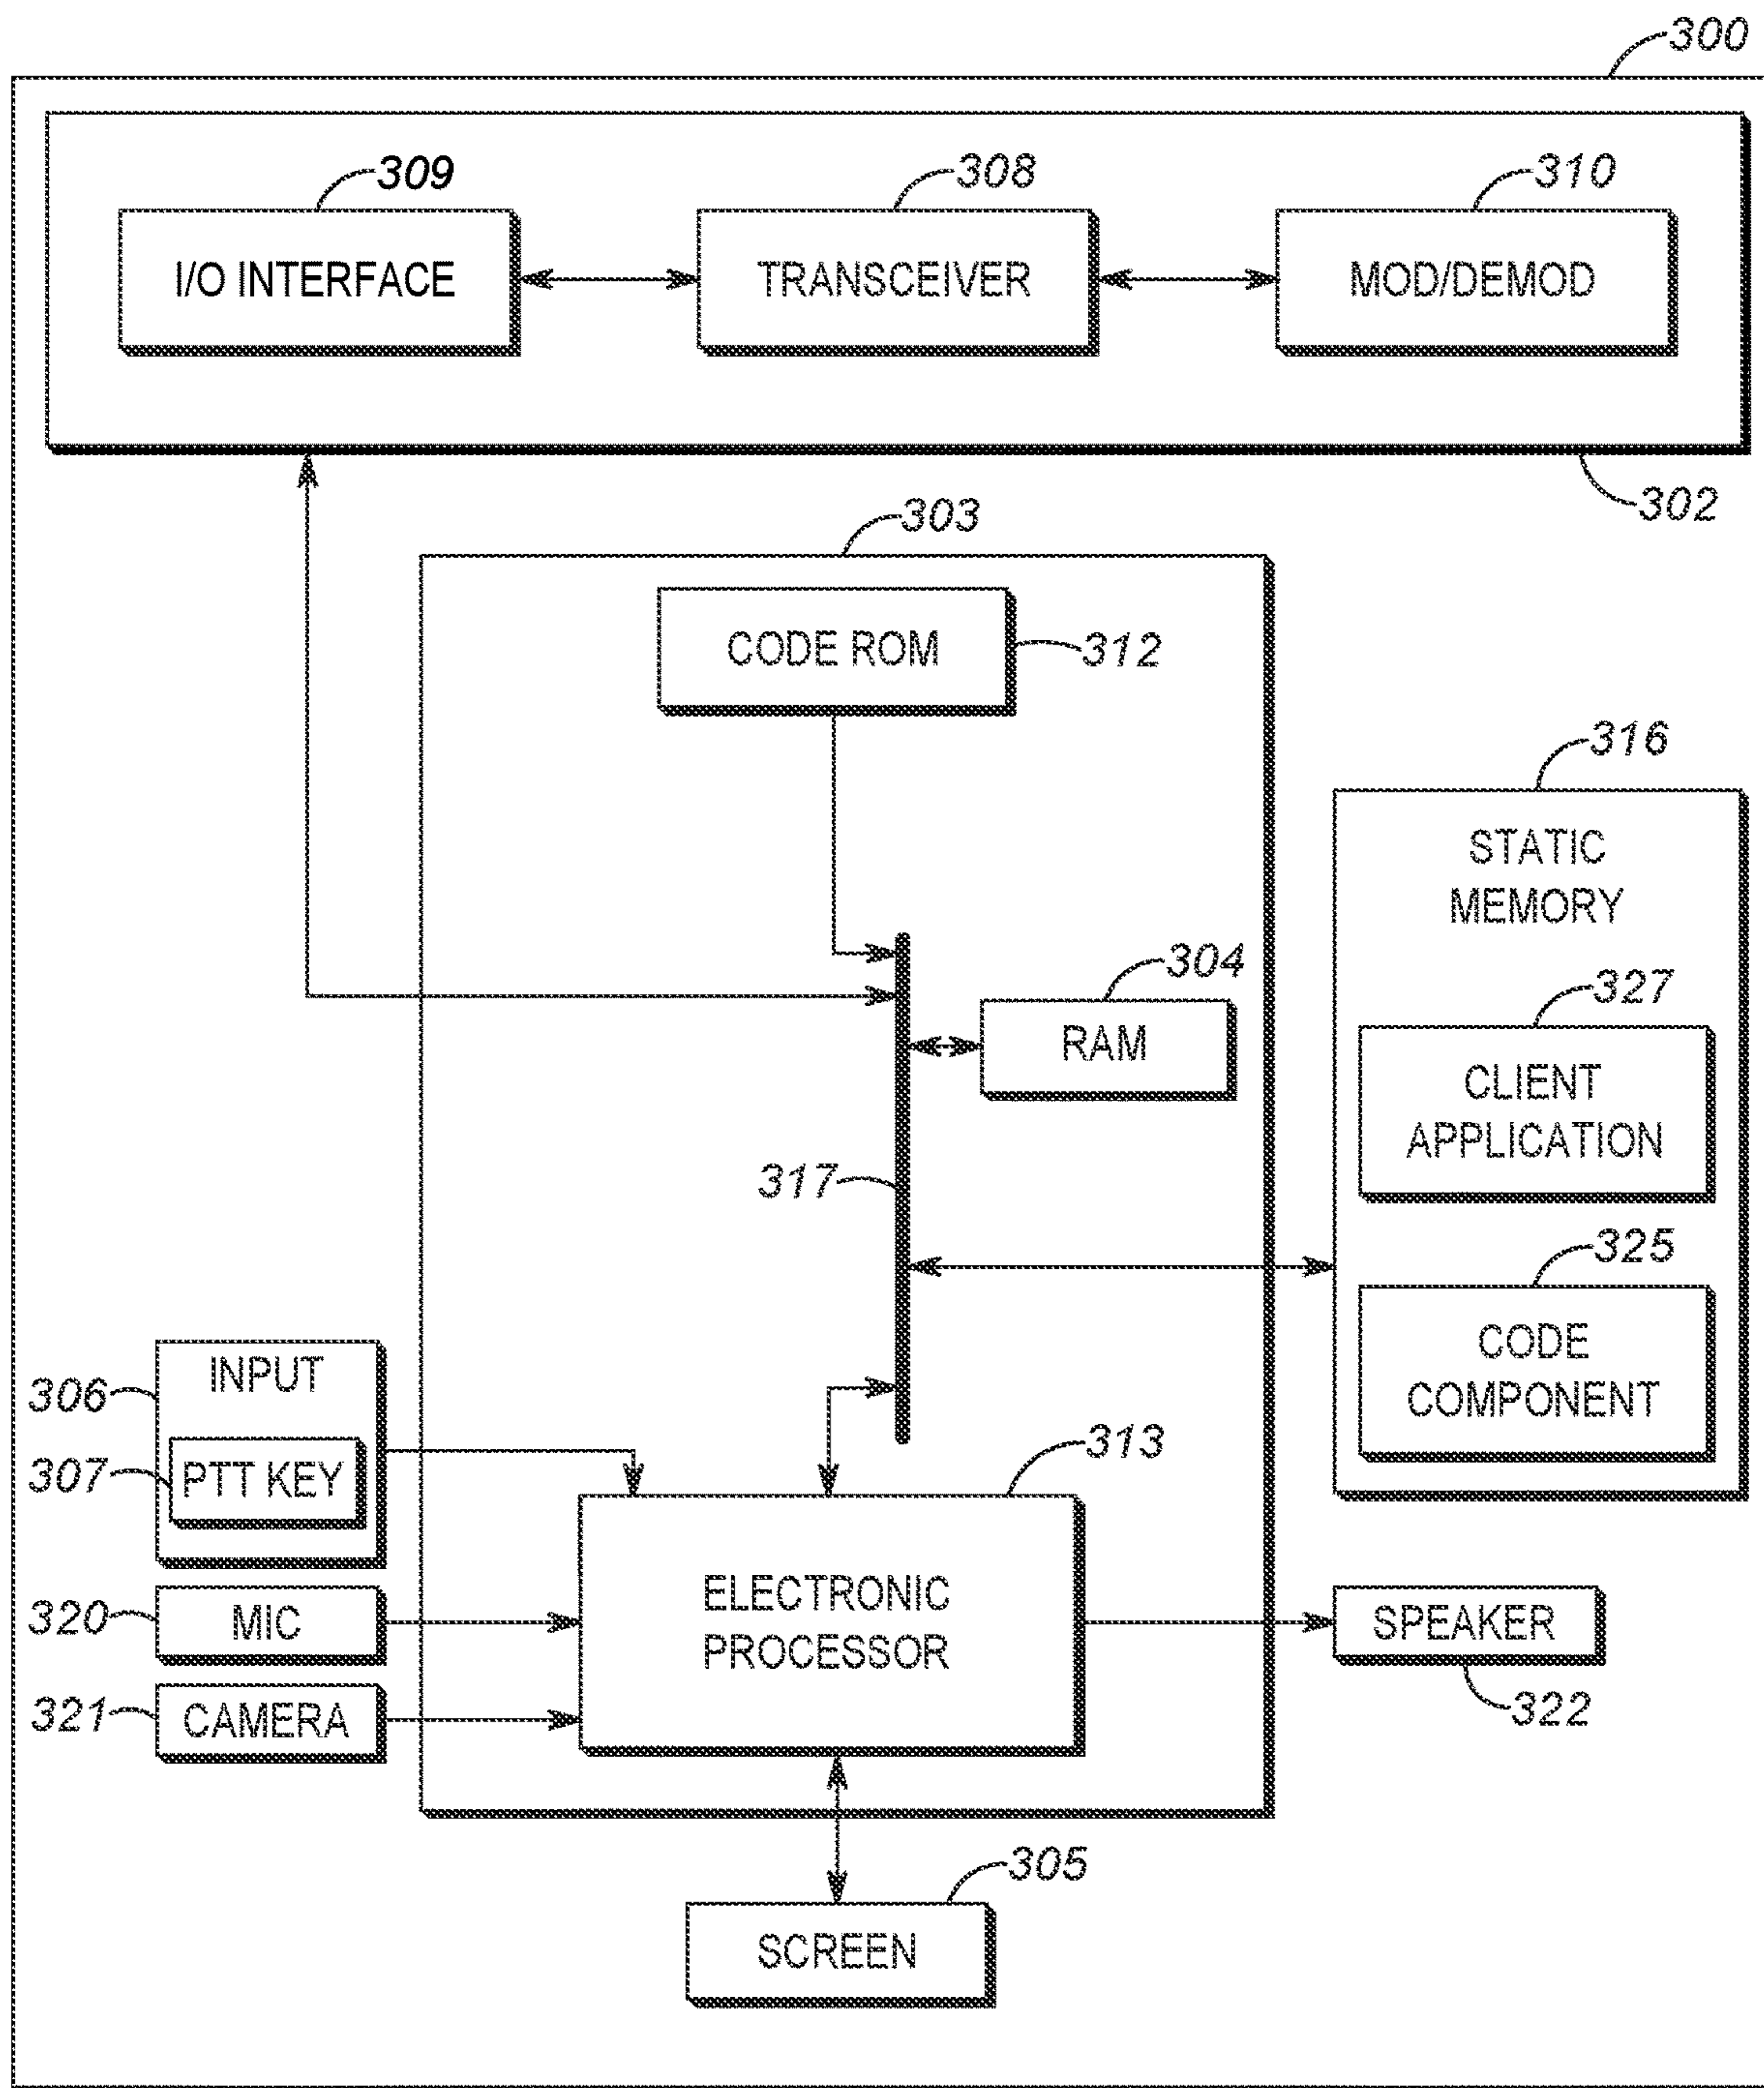 300
309
308
310
I/O INTERFACE
TRANSCEIVER
MOD/DEMOD
302
303
CODE ROM
312
316
STATIC
MEMORY
304
RAM
327
CLIENT
APPLICATION
317
325
CODE
COMPONENT
306
INPUT
307
PTT KEY
313
ELECTRONIC
PROCESSOR
320
MIC
321
CAMERA
SPEAKER
322
305
SCREEN